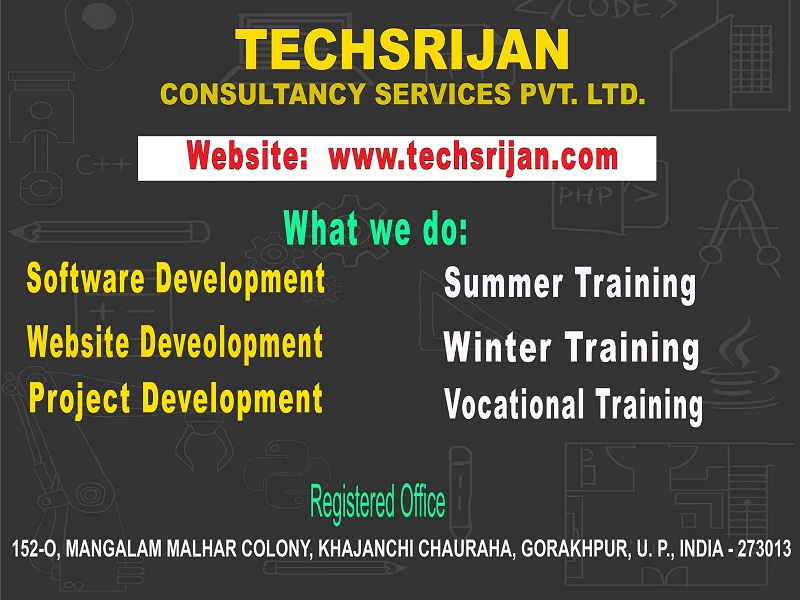 TECHSRIJAN
CONSULTANCY SERVICES PVT. LTD.
Website: www.techsrijan.com
What we do:
Software Development
Website Deveolopment
Project Development
Summer Training
Winter Training
Vocational Training
Registered Office
152-O, MANGALAM MALHAR COLONY, KHAJANCHI CHAURAHA, GORAKHPUR, U. P., INDIA - 273013
C++
PHP >